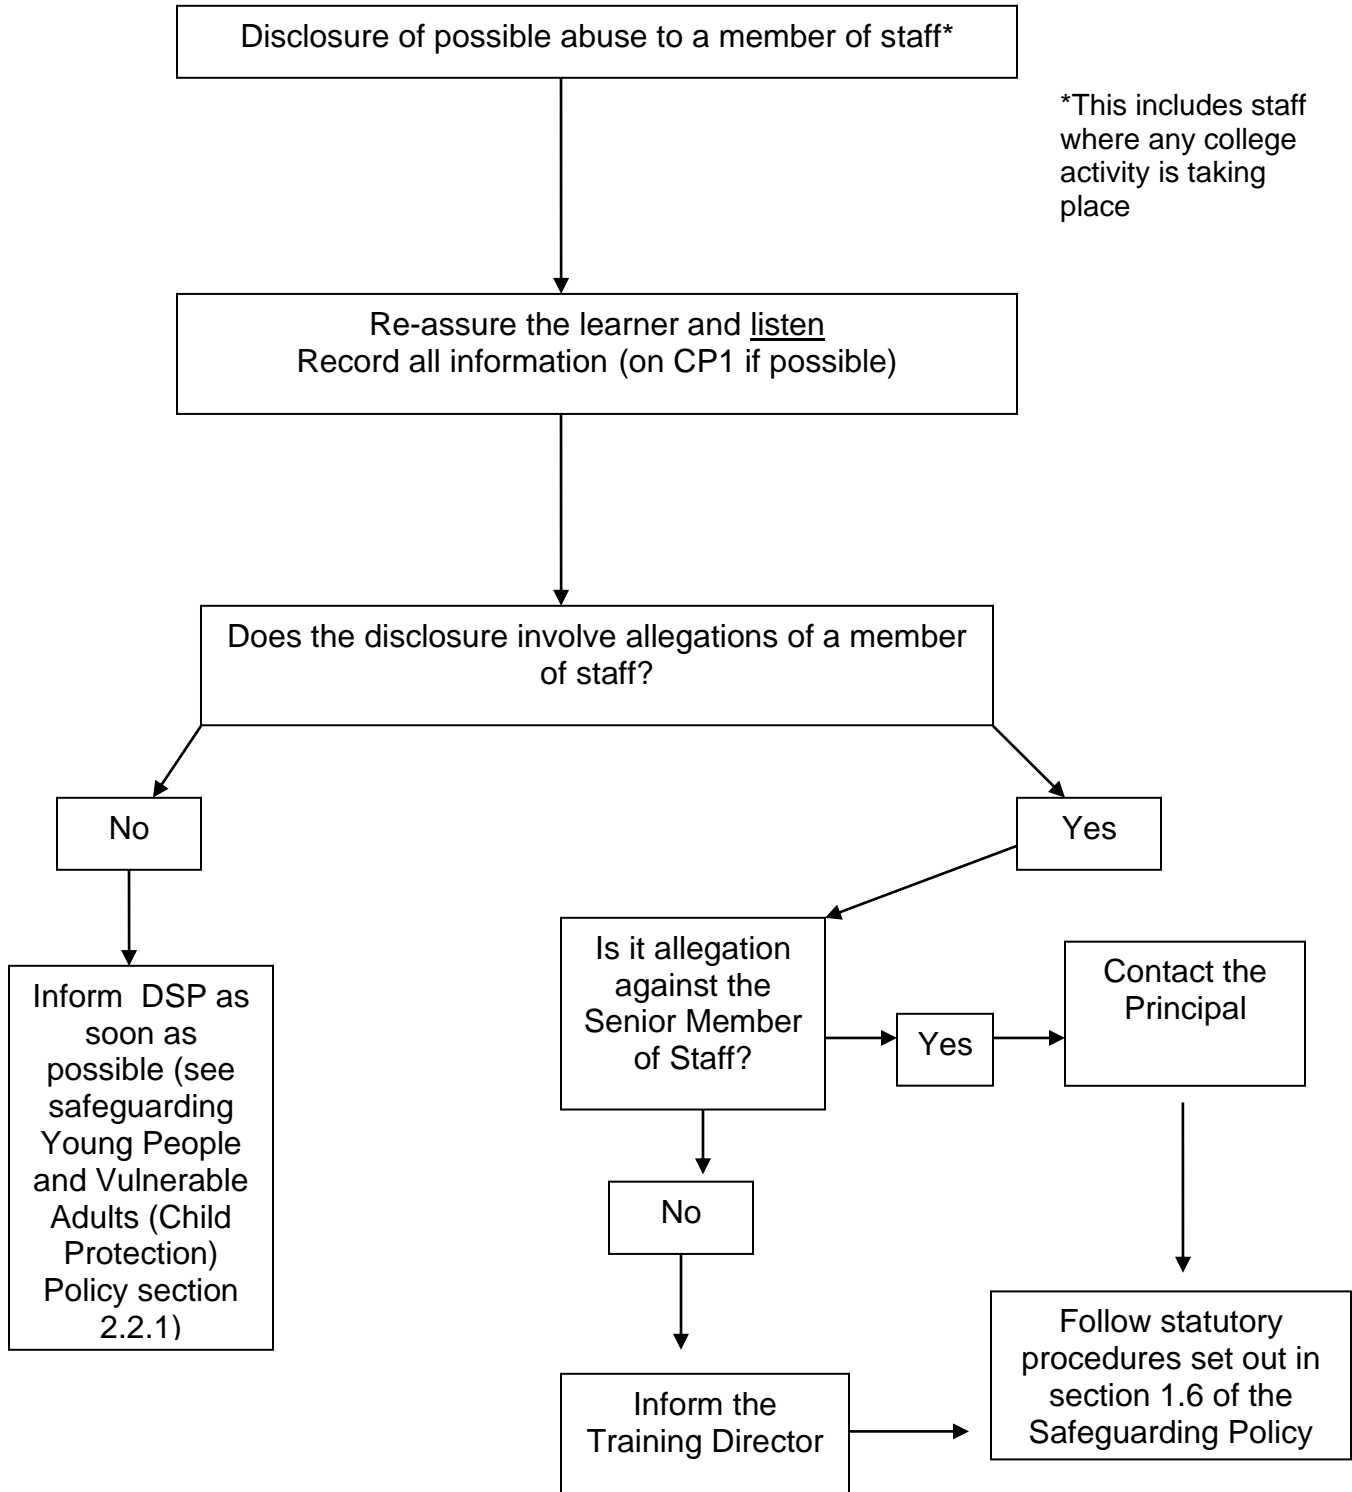 Disclosure of possible abuse to a member of staff*
*This includes staff
where any college
activity is taking
place
Re-assure the learner and listen
Record all information (on CP1 if possible)
Does the disclosure involve allegations of a member
of staff?
No
Yes
Inform DSP as
soon as
possible (see
safeguarding
Young People
and Vulnerable
Adults (Child
Protection)
Policy section
2.2.1)
Is it allegation
against the
Senior Member
of Staff?
Yes
Contact the
Principal
No
Inform the
Training Director
Follow statutory
procedures set out in
section 1.6 of the
Safeguarding Policy